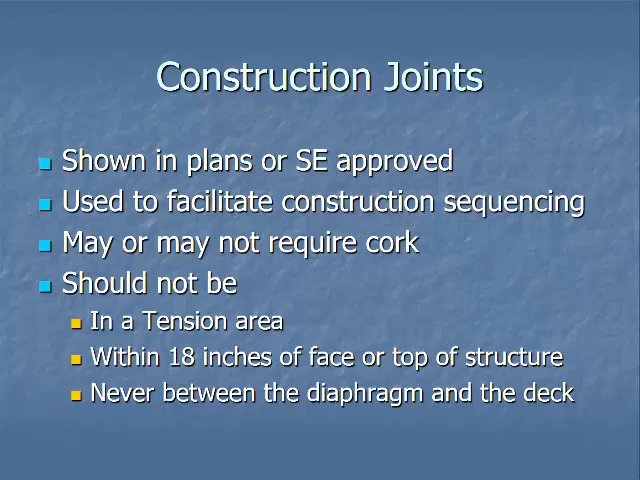 Construction Joints
Shown in plans or SE approved
Used to facilitate construction sequencing
May or may not require cork
Should not be
In a Tension area
Within 18 inches of face or top of structure
Never between the diaphragm and the deck